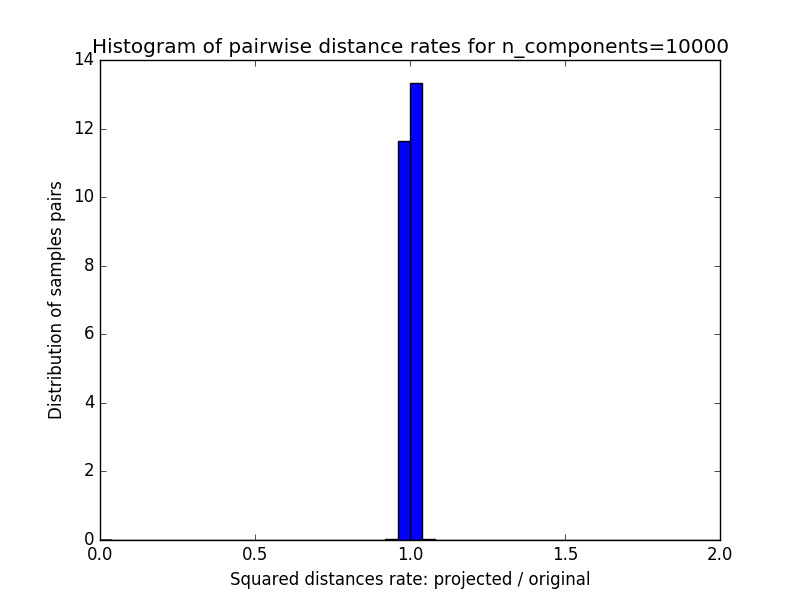 Histogram of pairwise distance rates for n_components=10000
14
12
10
8
6
4
2
0
Distribution of samples pairs
0.0 0.5 1.0 1.5 2.0
Squared distances rate: projected / original